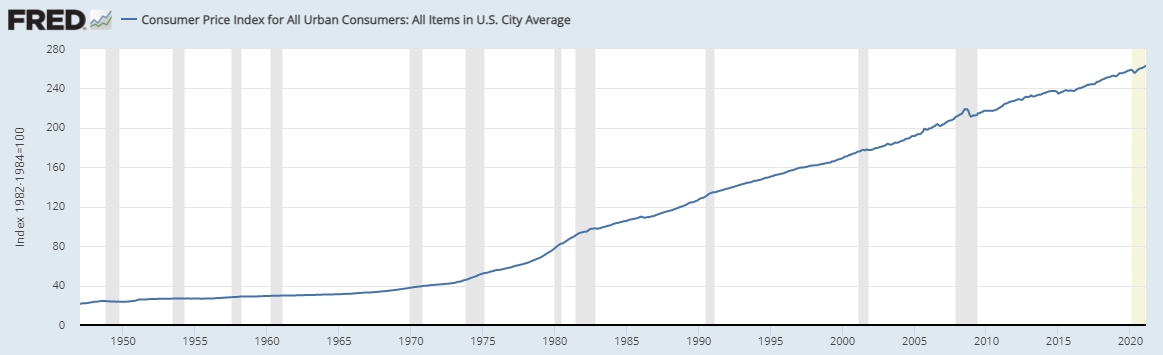 FRED
Consumer Price Index for All Urban Consumers: All Items in U.S. City Average
Index 1982-1984=100
280
240
200
160
120
80
40
0
1950 1955 1960 1965 1970 1975 1980 1985 1990 1995 2000 2005 2010 2015 2020